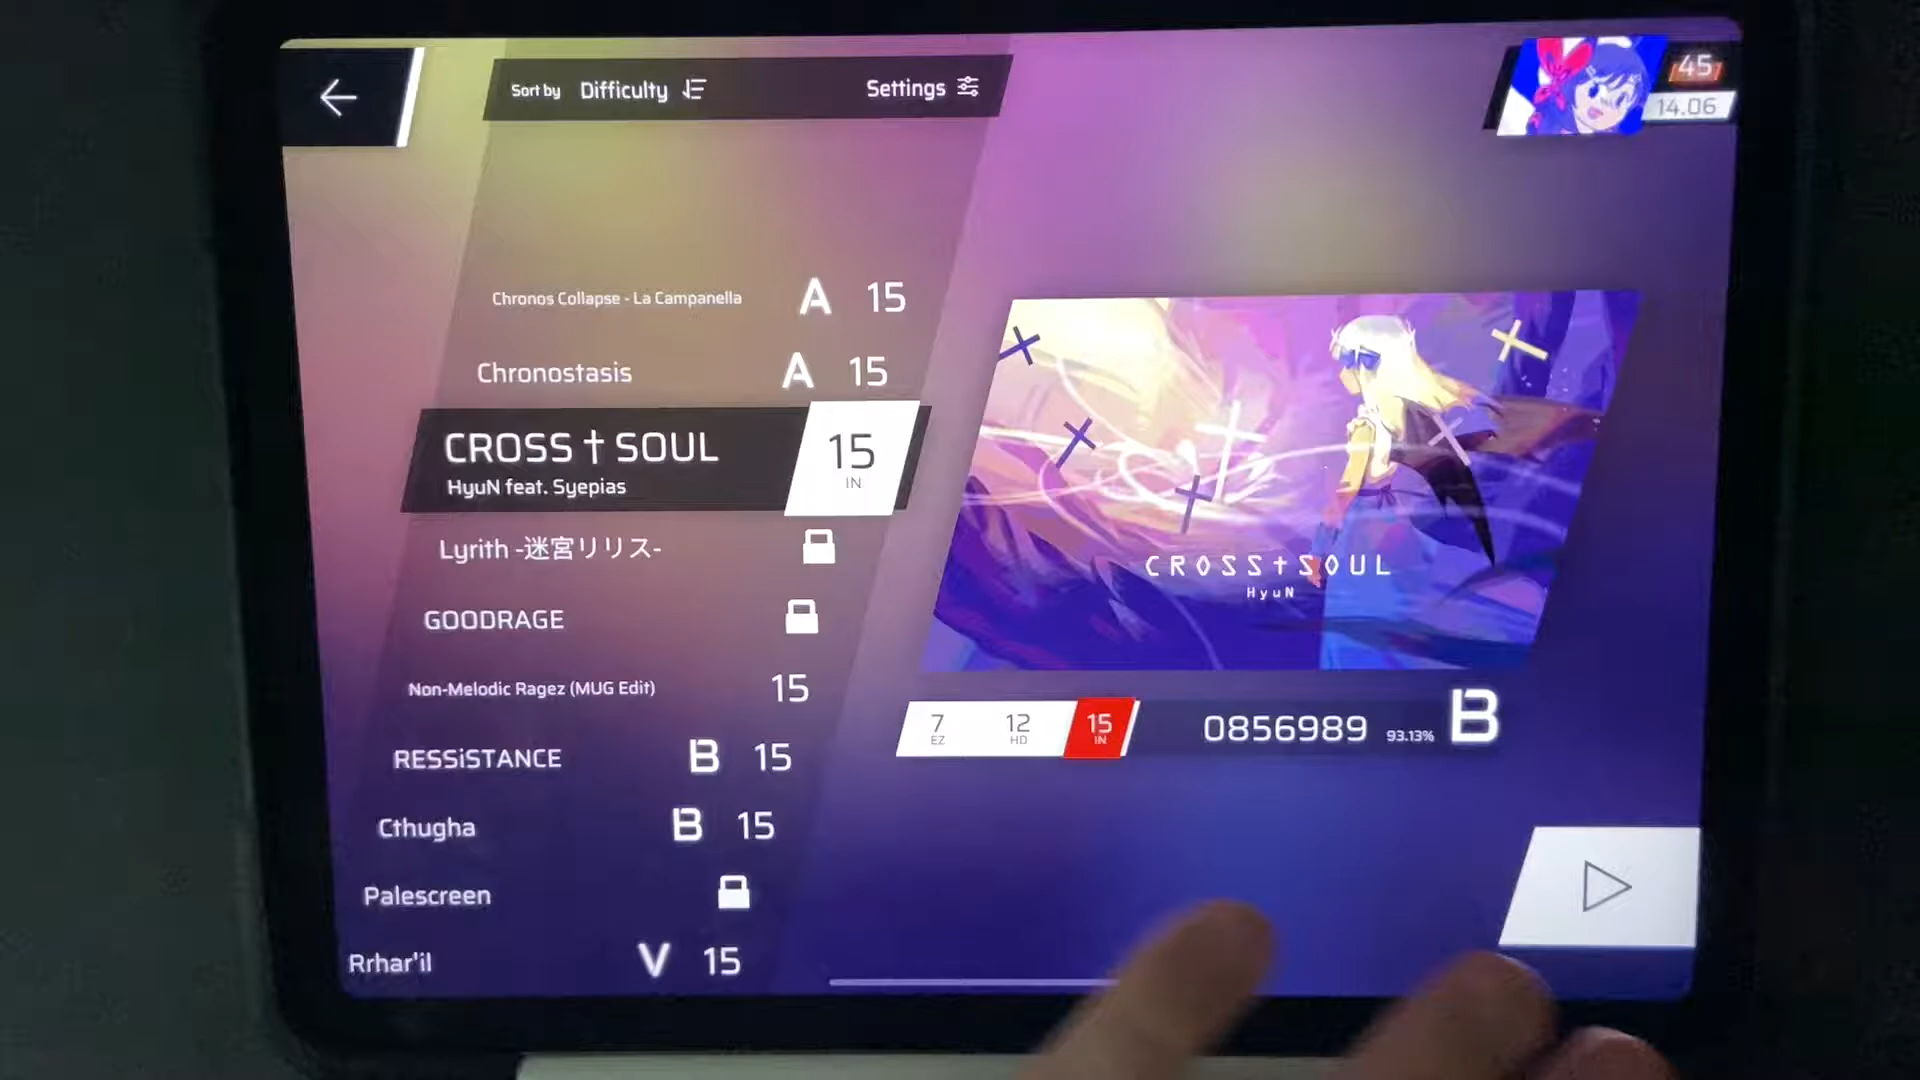 Sort by Difficulty
Settings
45
14.06
Chronos Collapse - La Campanella A 15
Chronostasis A 15
CROSS † SOUL
HyuN feat. Syepias
15
IN
Lyrith -迷宮リリス-
GOODRAGE
Non-Melodic Ragez (MUG Edit) 15
RESSiSTANCE B 15
Cthugha B 15
Palescreen
Rrhar'il V 15
CROSS†SOUL
HyuN
7 12 15
EZ HD IN
0856989 93.13% B